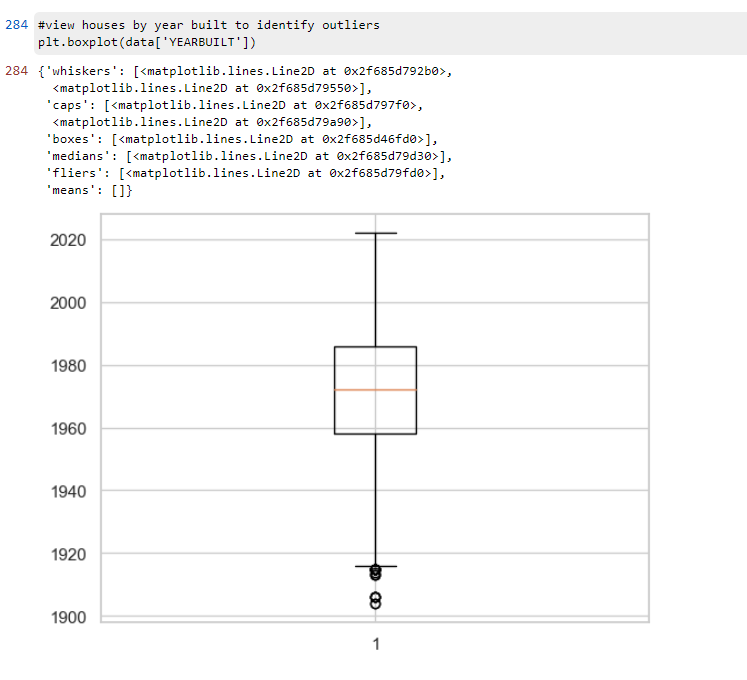 284 #view houses by year built to identify outliers
plt.boxplot(data['YEARBUILT'])
284 {'whiskers': [<matplotlib.lines.Line2D at 0x2f685d792b0>,
<matplotlib.lines.Line2D at 0x2f685d79550>],
'caps': [<matplotlib.lines.Line2D at 0x2f685d797f0>,
<matplotlib.lines.Line2D at 0x2f685d79a90>],
'boxes': [<matplotlib.lines.Line2D at 0x2f685d46fd0>],
'medians': [<matplotlib.lines.Line2D at 0x2f685d79d30>],
'fliers': [<matplotlib.lines.Line2D at 0x2f685d79fd0>],
'means': []}
2020
2000
1980
1960
1940
1920
1900
1